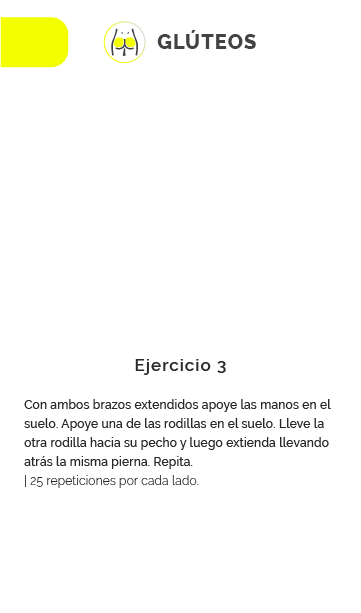 GLÚTEOS
Ejercicio 3
Con ambos brazos extendidos apoye las manos en el
suelo. Apoye una de las rodillas en el suelo. Lleve la
otra rodilla hacia su pecho y luego extienda llevando
atrás la misma pierna. Repita.
| 25 repeticiones por cada lado.